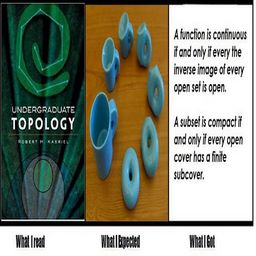 UNDERGRADUATE
TOPOLOGY
ROBERT H. KASRIEL
A function is continuous
if and only if every the
inverse image of every
open set is open.
A subset is compact if
and only if every open
cover has a finite
subcover.
What I read
What I Expected
What I Got